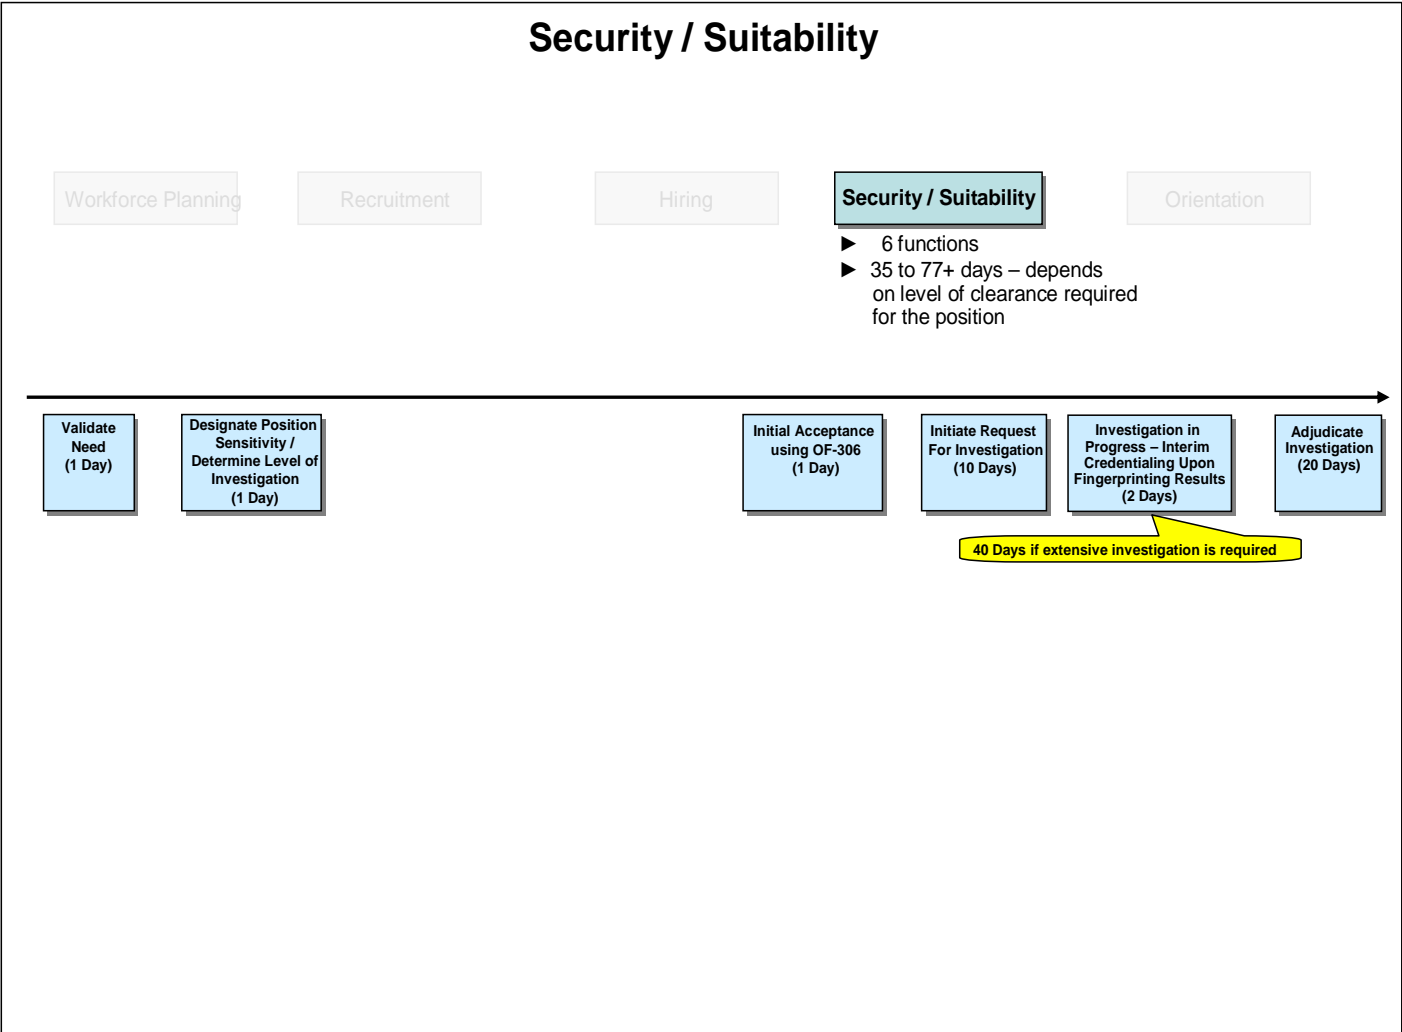 Security / Suitability
Workforce Planning
Recruitment
Hiring
Security / Suitability
Orientation
► 6 functions
► 35 to 77+ days – depends
on level of clearance required
for the position
Validate
Need
(1 Day)
Designate Position
Sensitivity /
Determine Level of
Investigation
(1 Day)
Initial Acceptance
using OF-306
(1 Day)
Initiate Request
For Investigation
(10 Days)
Investigation in
Progress – Interim
Credentialing Upon
Fingerprinting Results
(2 Days)
Adjudicate
Investigation
(20 Days)
40 Days if extensive investigation is required